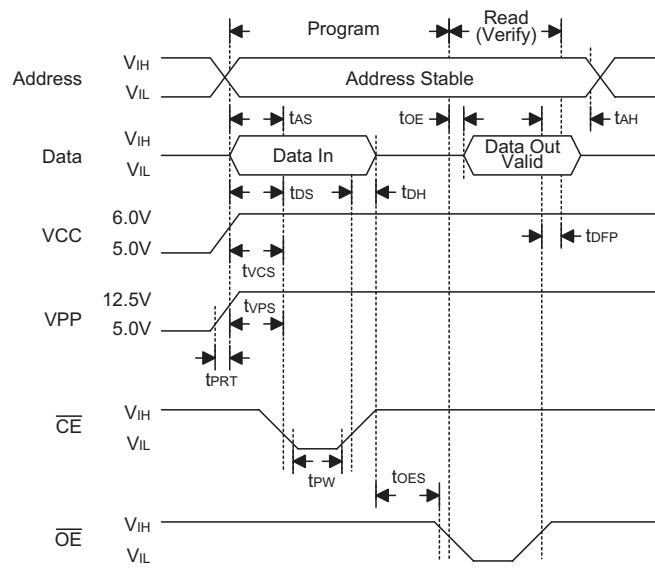 Program
Read
(Verify)
Address
VIH
VIL
Address Stable
tAS
tOE
tAH
Data
VIH
VIL
Data In
Data Out
Valid
tDS
tDH
VCC
6.0V
5.0V
tDFP
tVCS
VPP
12.5V
5.0V
tVPS
tPRT
CE
VIH
VIL
tPW
tOES
OE
VIH
VIL